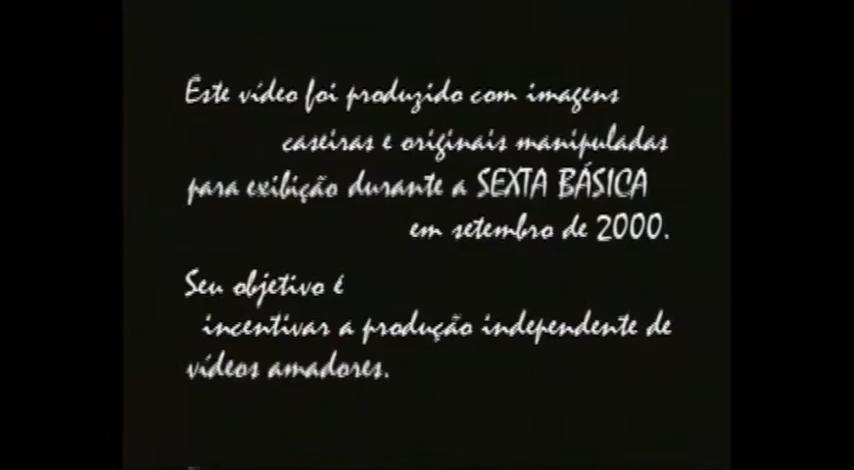 Este vídeo foi produzido com imagens
caseiras e originais manipuladas
para exibição durante a SEXTA BÁSICA
em setembro de 2000.
Seu objetivo é
incentivar a produção independente de
vídeos amadores.